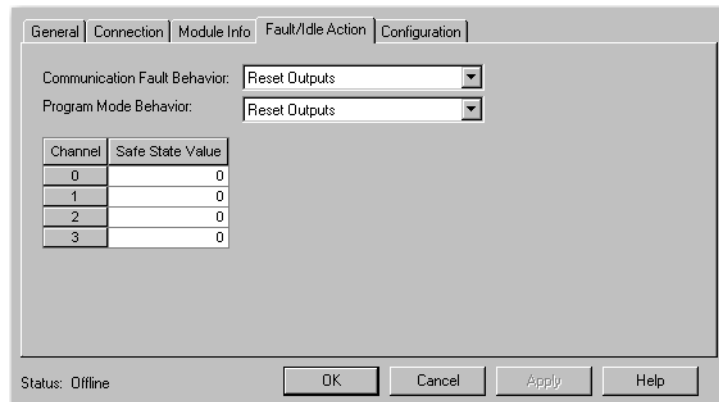 General Connection Module Info Fault/Idle Action Configuration
Communication Fault Behavior: Reset Outputs
Program Mode Behavior: Reset Outputs
Channel Safe State Value
0 0
1 0
2 0
3 0
Status: Offline OK Cancel Apply Help